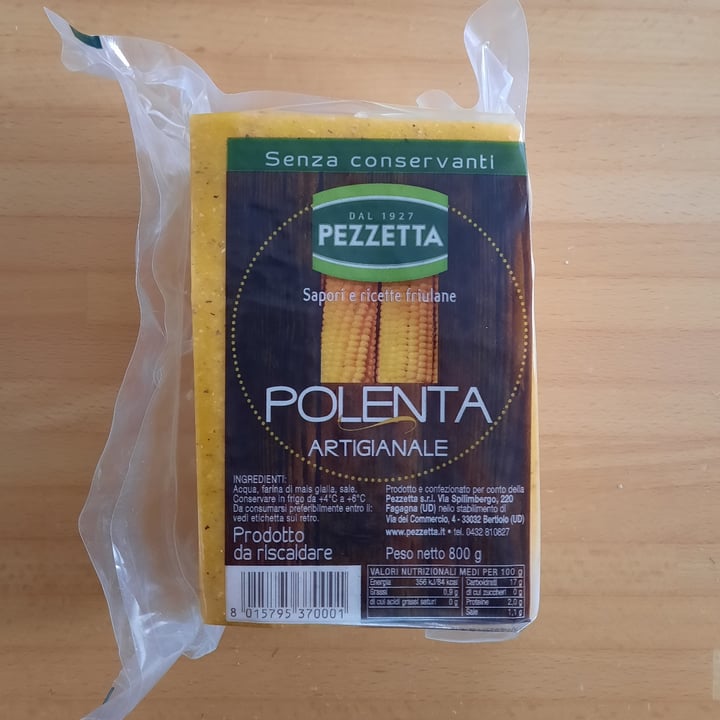 Senza conservanti
DAL 1927
PEZZETTA
Sapori e ricette friulane
POLENTA
ARTIGIANALE
INGREDIENTI:
Acqua, farina di mais gialla, sale.
Conservare in frigo da +4°C a +6°C
Da consumarsi preferibilmente entro il:
vedi etichetta sul retro.
Prodotto
da riscaldare
Prodotto e confezionato per conto della
Pezzetta s.r.l. Via Spilimbergo, 220
Fagagna (UD) nello stabilimento di
Via del Commercio, 4 - 33032 Bertiolo (UD)
www.pezzetta.it • tel. 0432 810827
Peso netto 800 g
8 015795 370001
VALORI NUTRIZIONALI MEDI PER 100 g
Energia 356 kJ/84 kcal
Grassi 0,9 g
di cui acidi grassi saturi 0 g
Carboidrati 17 g
di cui zuccheri 0 g
Proteine 2,0 g
Sale 1,1 g